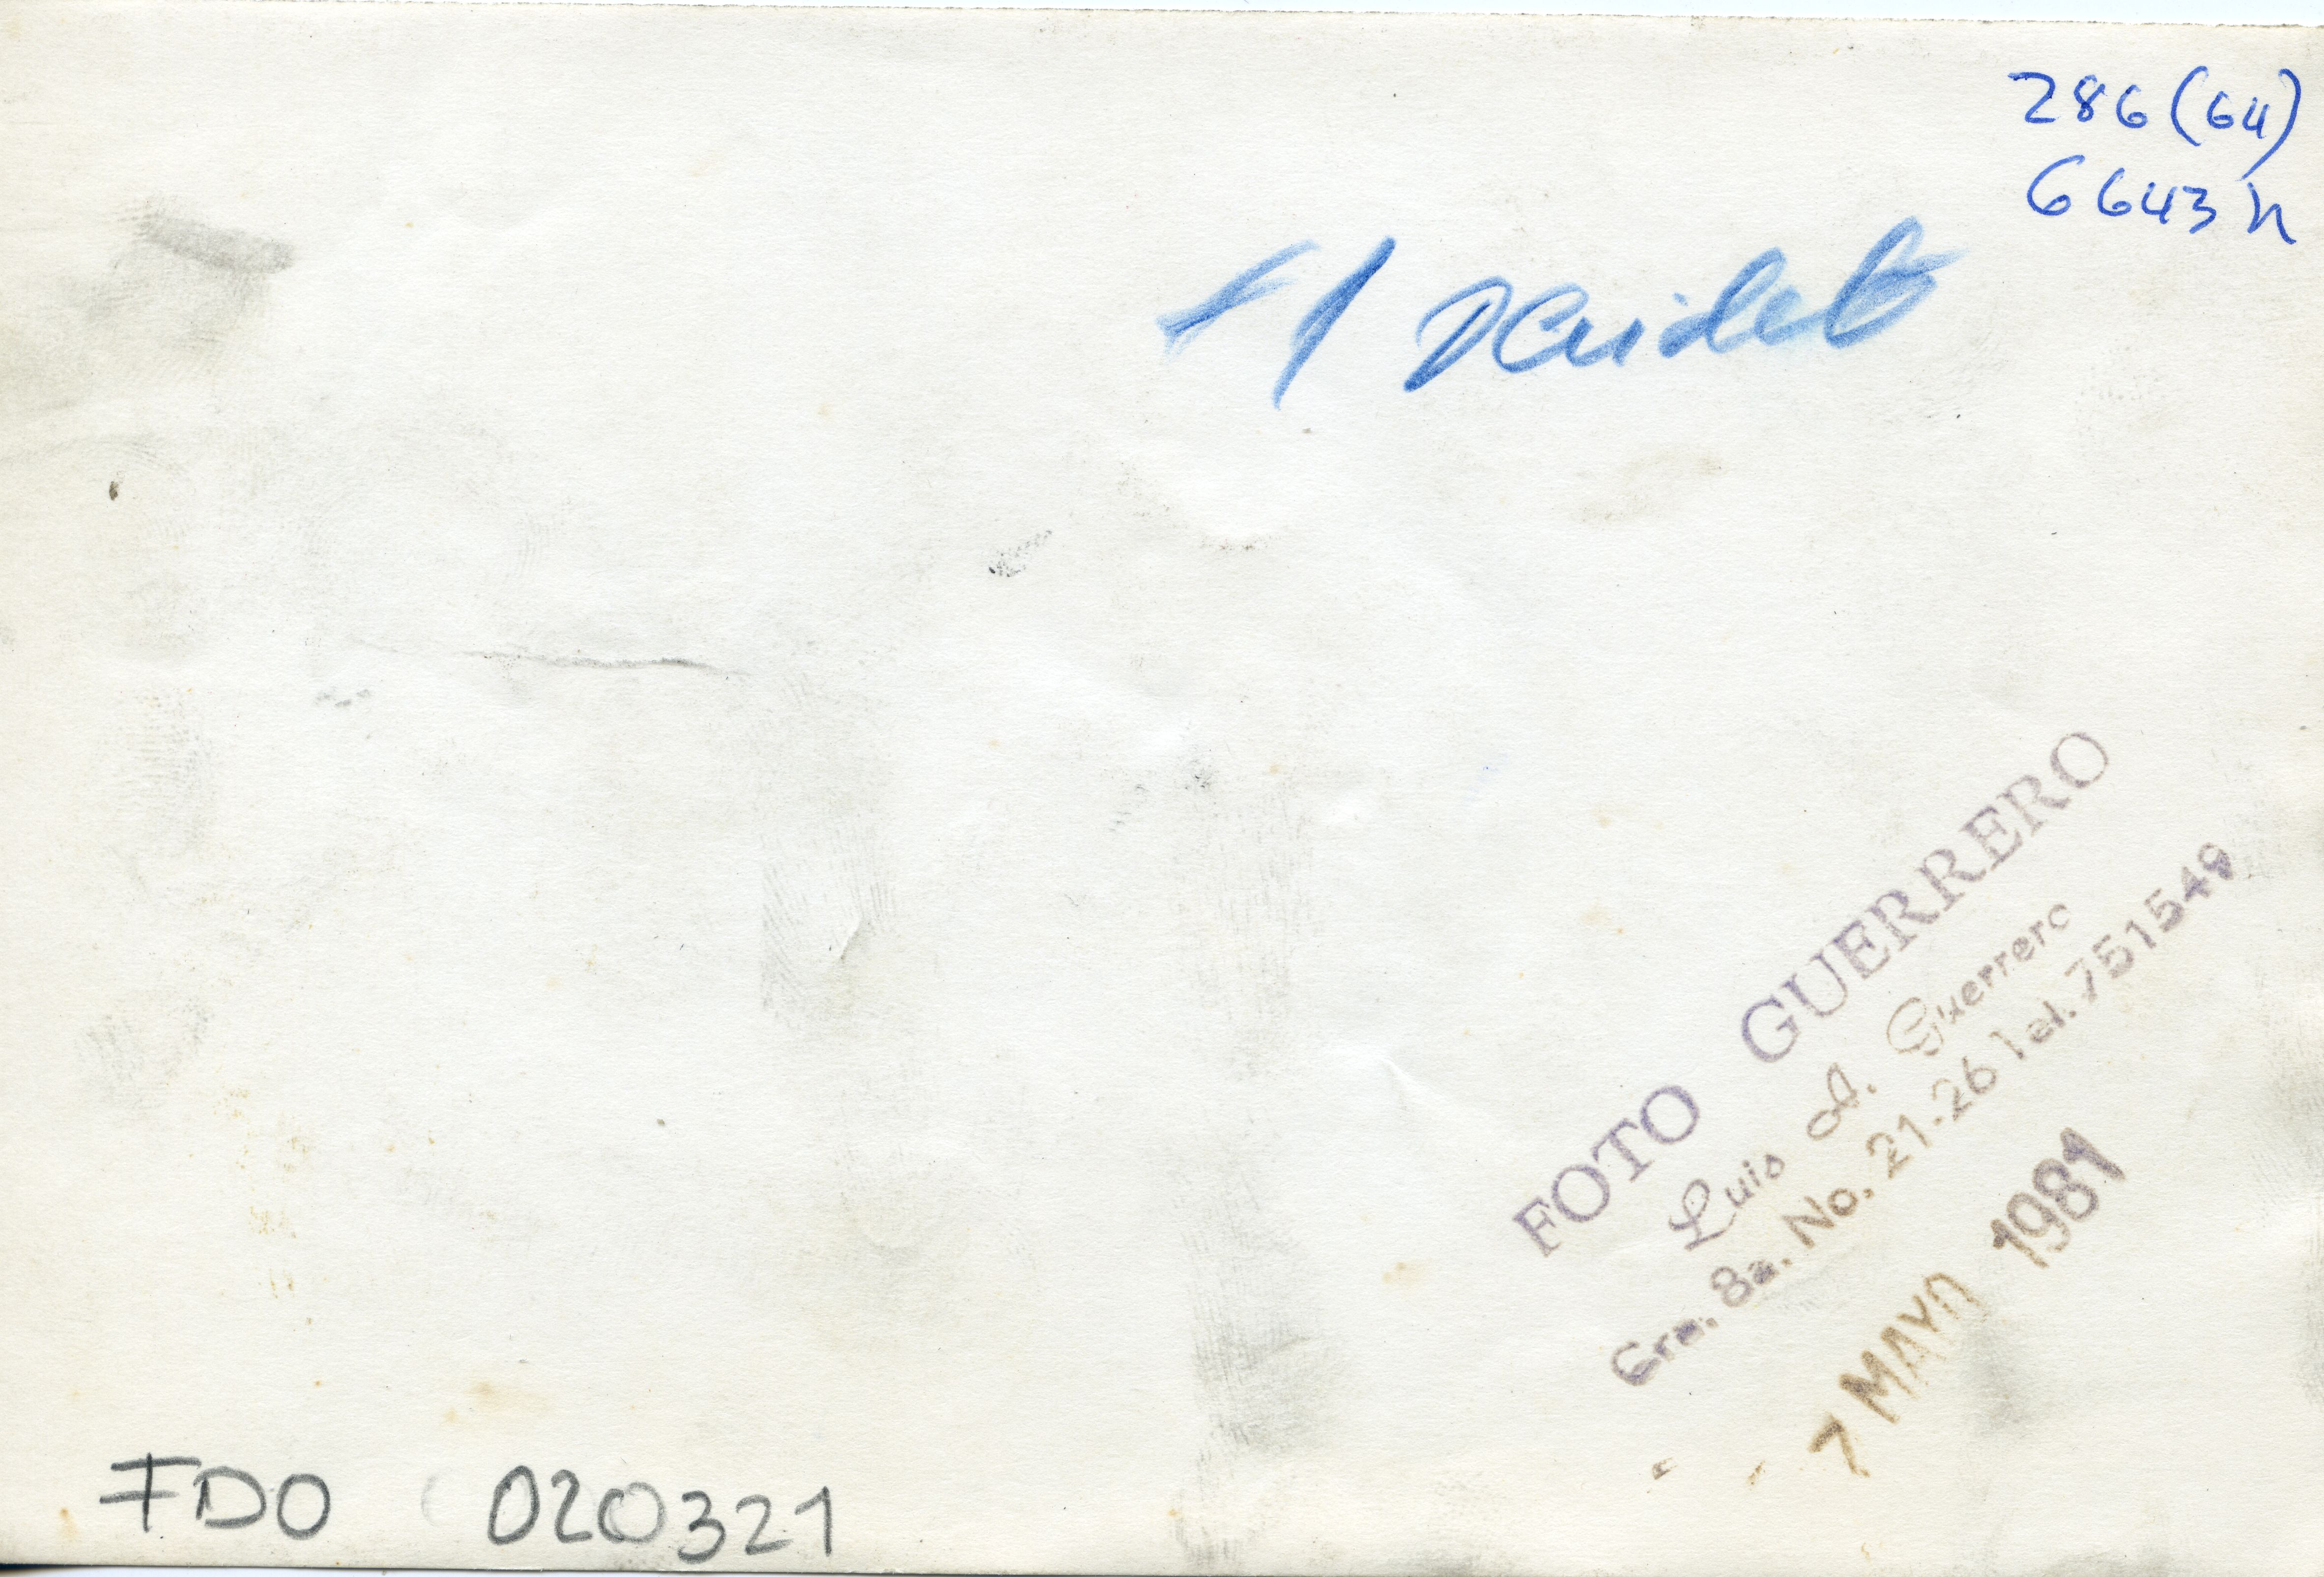 286 (64)
6643 h
FOTO GUERRERO
Luis A. Guerrero
Cra. 8a. No. 21-26 Tel. 751549
7 MAYO 1981
FDO 020321